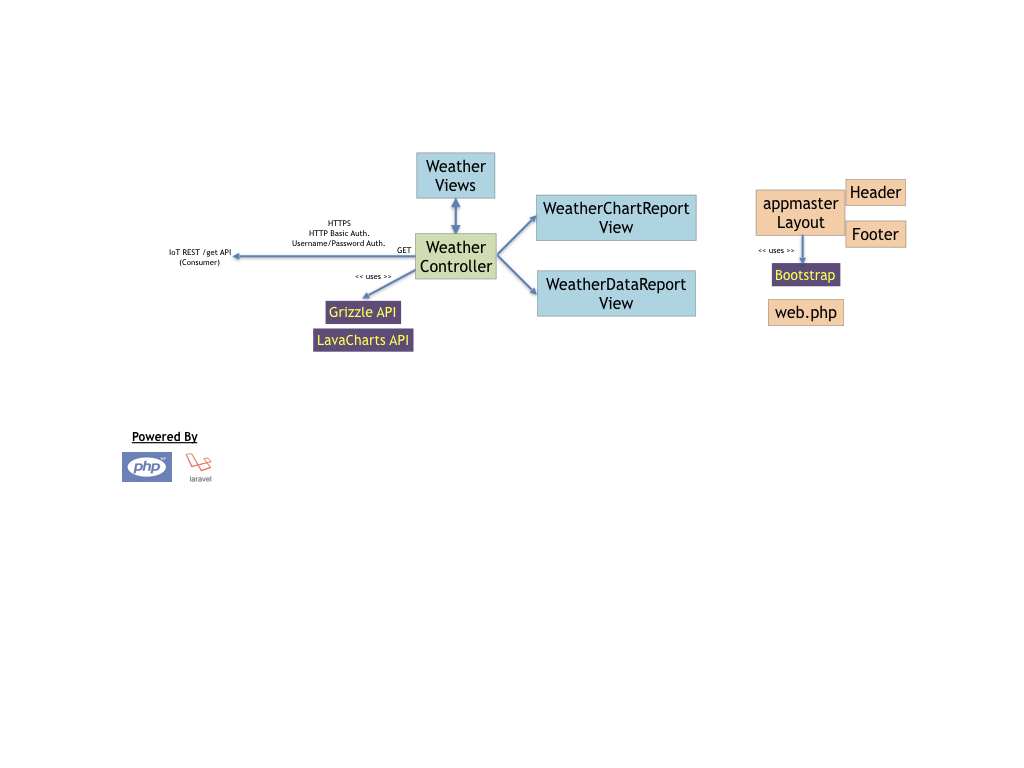 Weather
Views
WeatherChartReport
View
appmaster
Layout
Header
Footer
HTTPS
HTTP Basic Auth.
Username/Password Auth.
GET
IoT REST /get API
(Consumer)
Weather
Controller
<< uses >>
Grizzle API
LavaCharts API
WeatherDataReport
View
<< uses >>
Bootstrap
web.php
Powered By
php
laravel